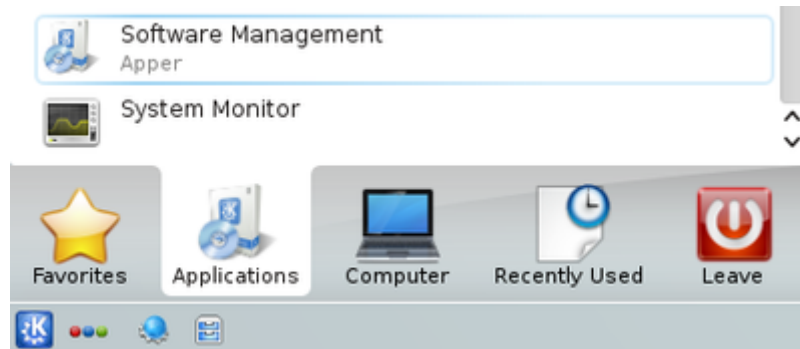 Software Management
Apper
System Monitor
Favorites
Applications
Computer
Recently Used
Leave